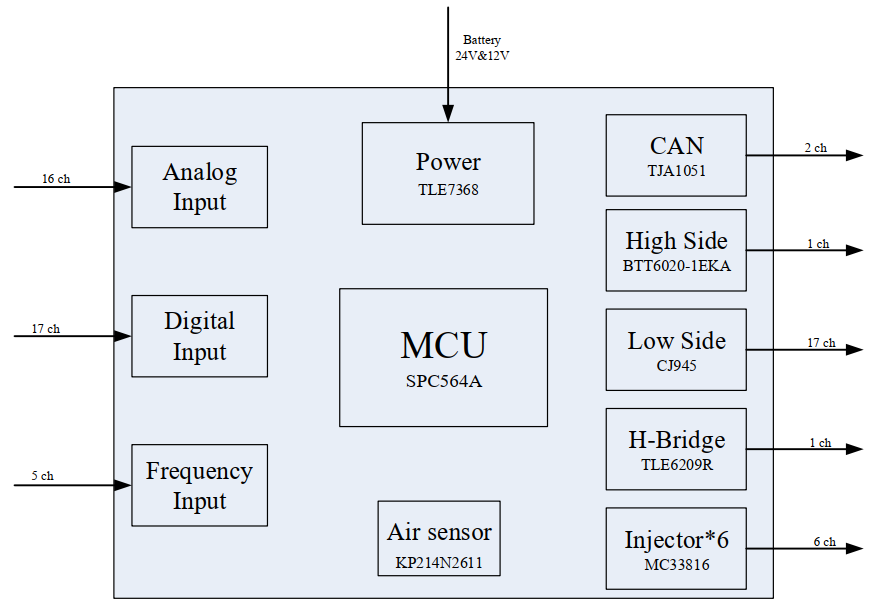 Battery
24V&12V
Power
TLE7368
CAN
TJA1051
2 ch
16 ch
Analog
Input
High Side
BTT6020-1EKA
1 ch
17 ch
Digital
Input
MCU
SPC564A
Low Side
CJ945
17 ch
5 ch
Frequency
Input
H-Bridge
TLE6209R
1 ch
Air sensor
KP214N2611
Injector*6
MC33816
6 ch